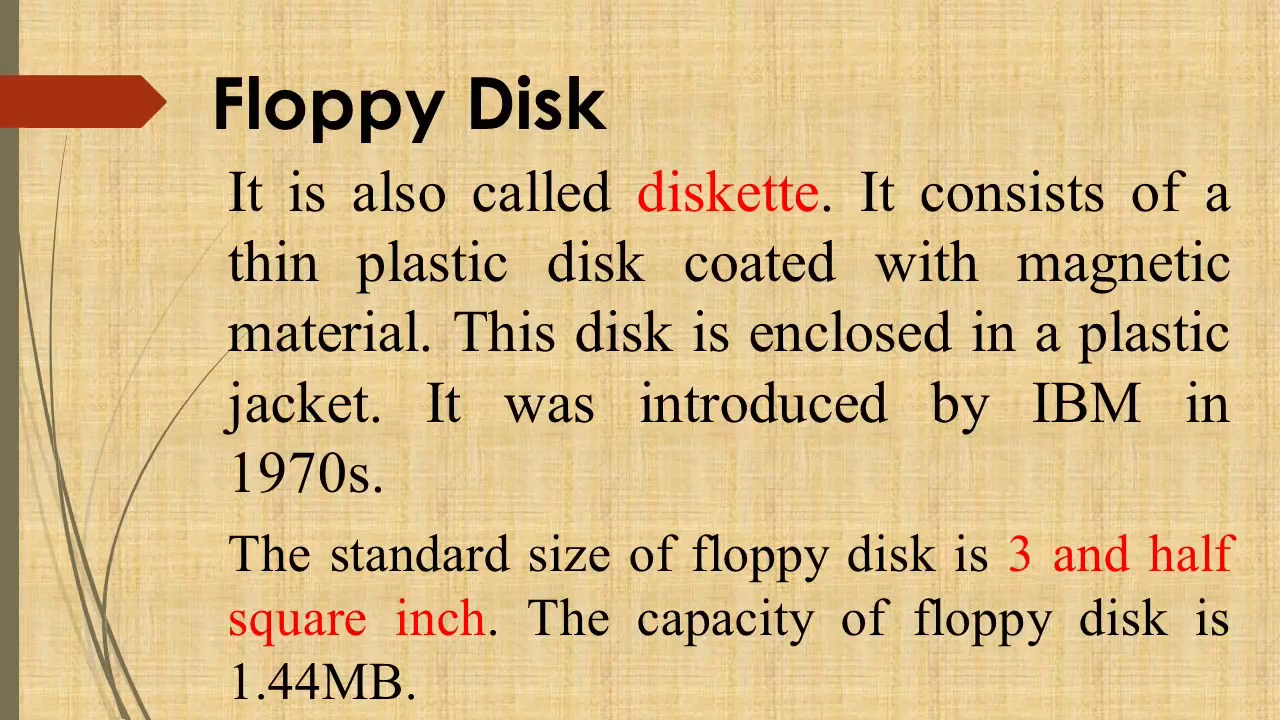 Floppy Disk
It is also called diskette. It consists of a
thin plastic disk coated with magnetic
material. This disk is enclosed in a plastic
jacket. It was introduced by IBM in
1970s.
The standard size of floppy disk is 3 and half
square inch. The capacity of floppy disk is
1.44MB.